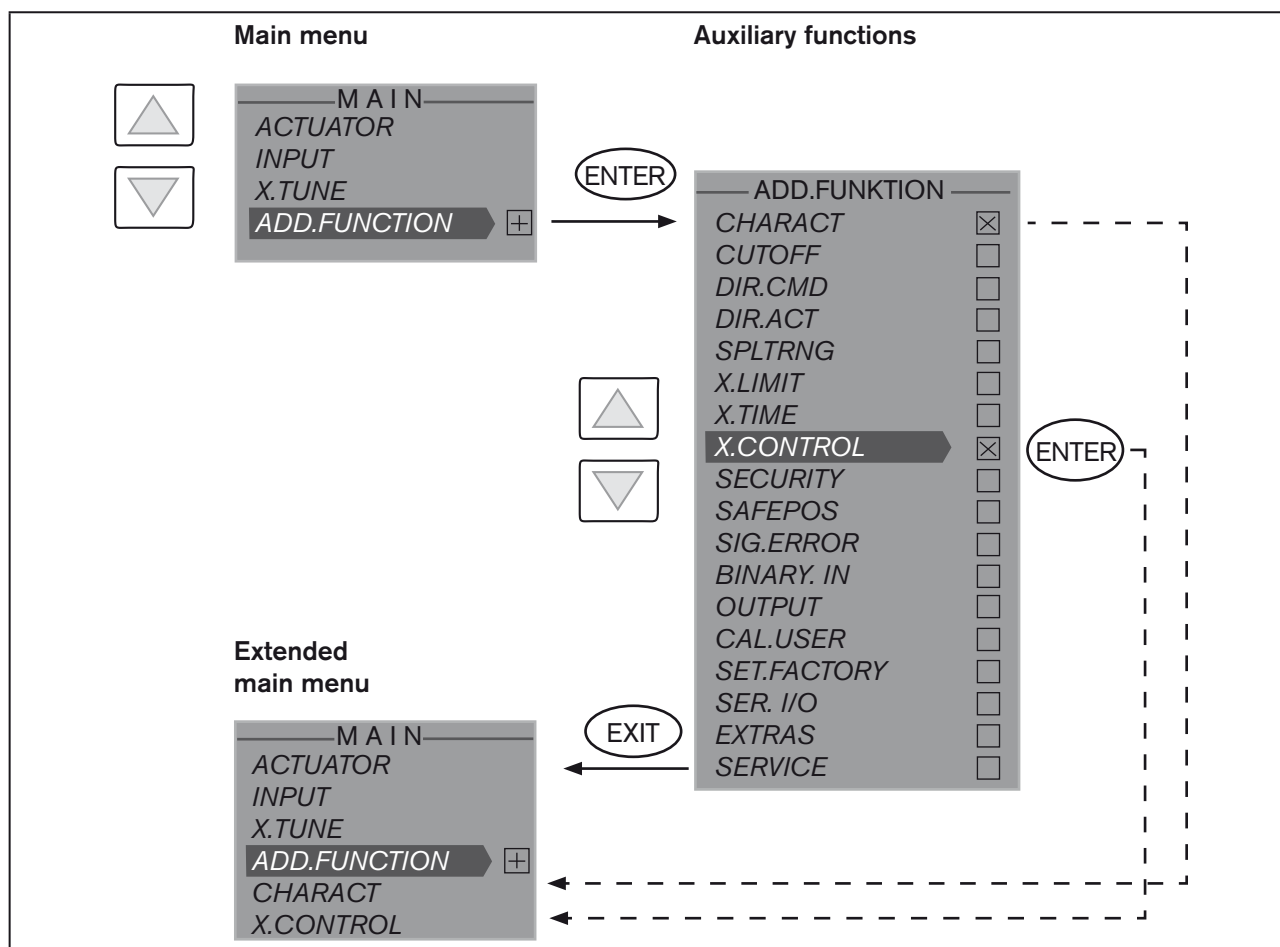 Main menu
Auxiliary functions
MAIN
ACTUATOR
INPUT
X.TUNE
ADD.FUNCTION
ENTER
ADD.FUNKTION
CHARACT
CUTOFF
DIR.CMD
DIR.ACT
SPLTRNG
X.LIMIT
X.TIME
X.CONTROL
SECURITY
SAFEPOS
SIG.ERROR
BINARY. IN
OUTPUT
CAL.USER
SET.FACTORY
SER. I/O
EXTRAS
SERVICE
ENTER
EXIT
Extended
main menu
MAIN
ACTUATOR
INPUT
X.TUNE
ADD.FUNCTION
CHARACT
X.CONTROL